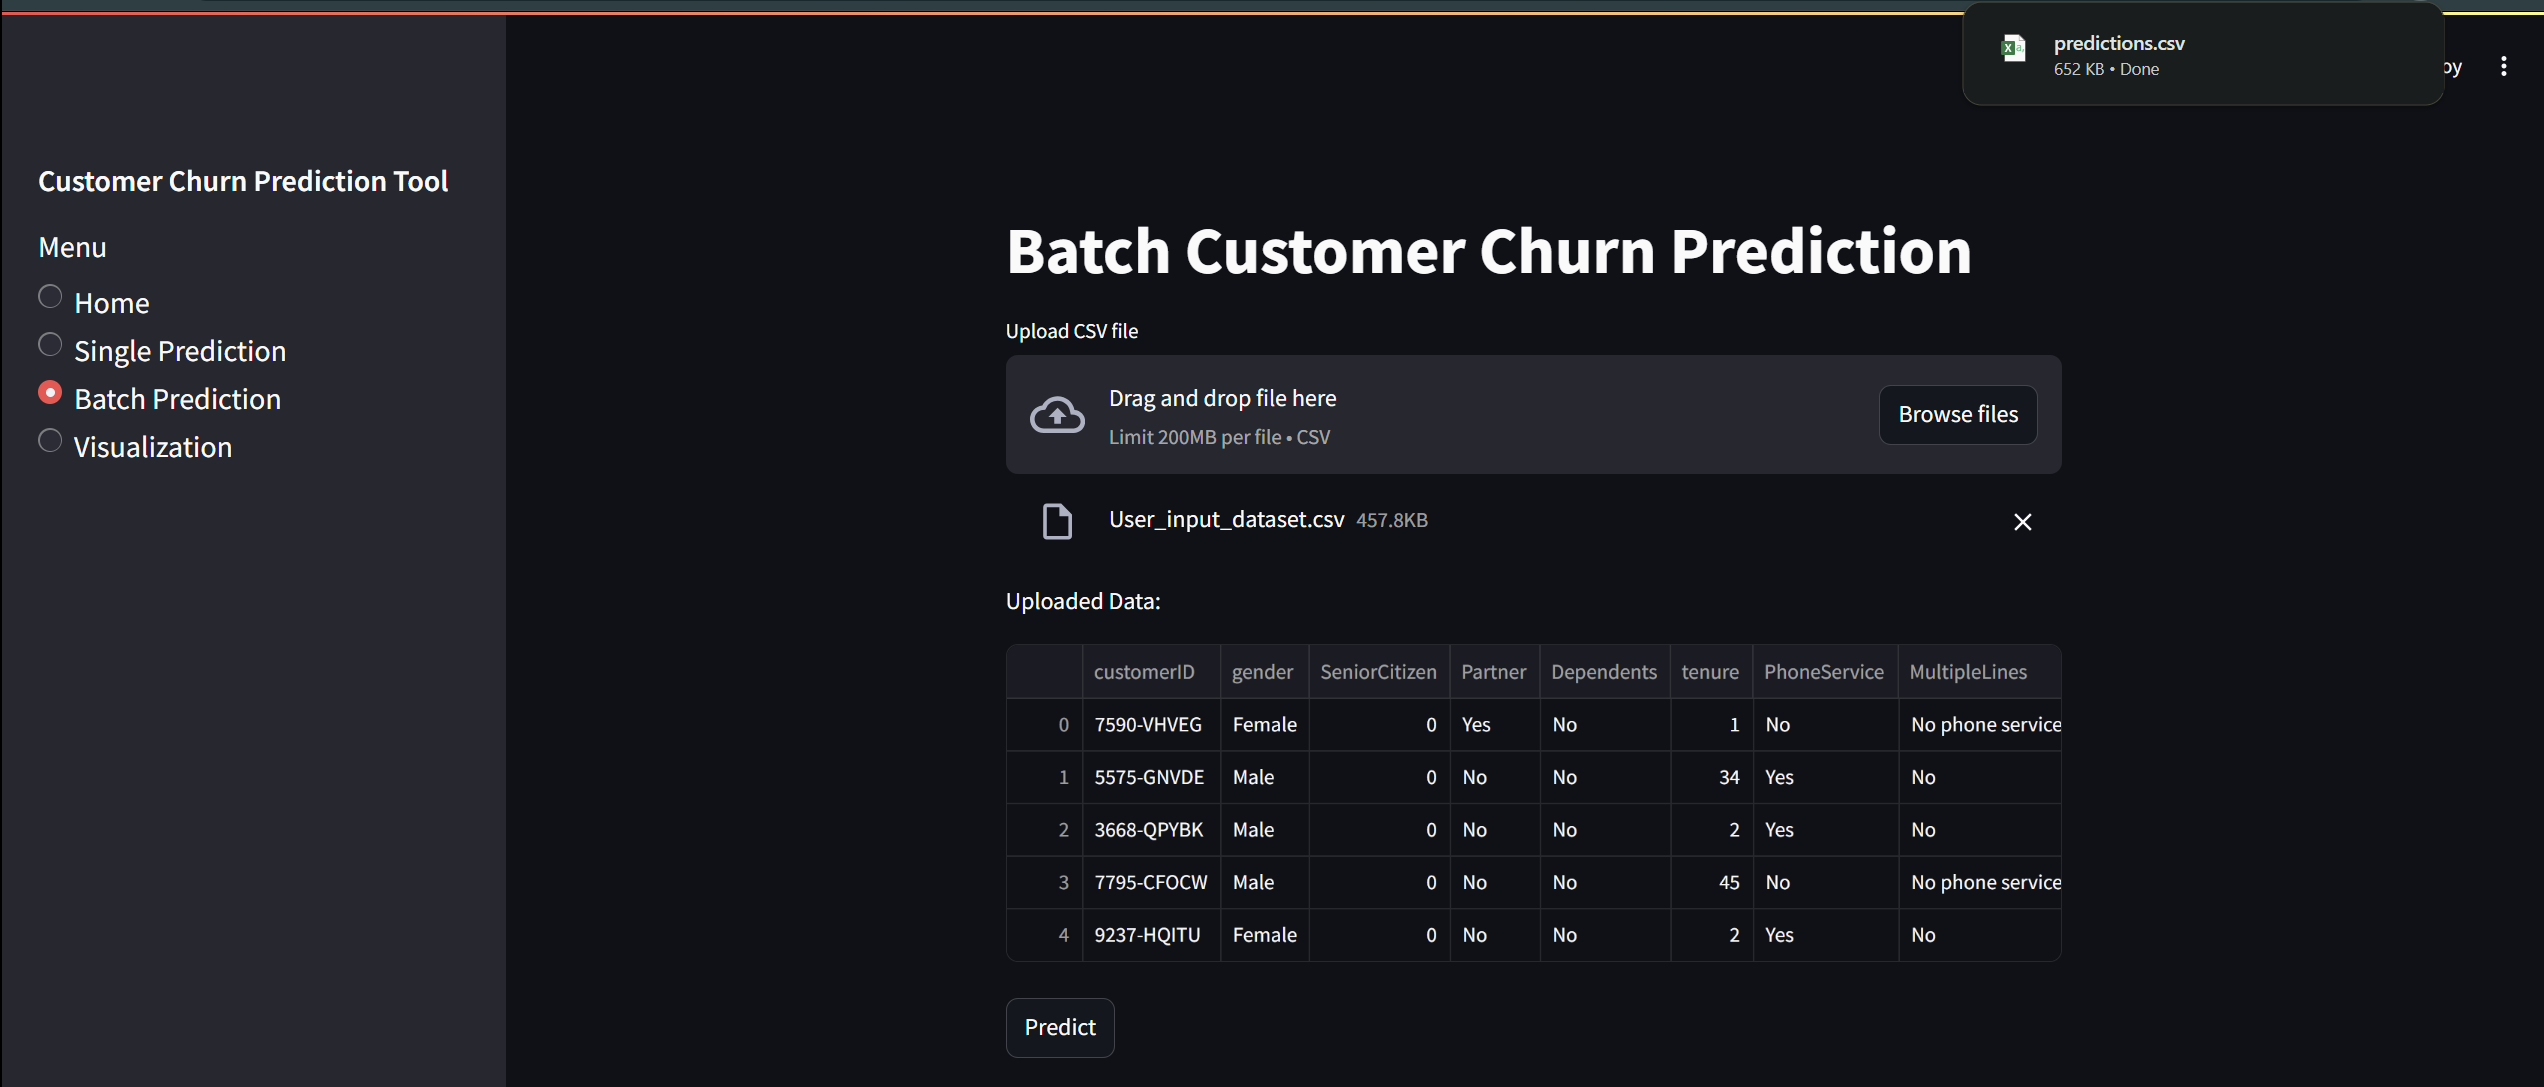 predictions.csv
652 KB • Done
Customer Churn Prediction Tool
Menu
Home
Single Prediction
Batch Prediction
Visualization
Batch Customer Churn Prediction
Upload CSV file
Drag and drop file here
Limit 200MB per file • CSV
Browse files
User_input_dataset.csv 457.8KB
Uploaded Data:
customerID gender SeniorCitizen Partner Dependents tenure PhoneService MultipleLines
0 7590-VHVEG Female 0 Yes No 1 No No phone service
1 5575-GNVDE Male 0 No No 34 Yes No
2 3668-QPYBK Male 0 No No 2 Yes No
3 7795-CFOCW Male 0 No No 45 No No phone service
4 9237-HQITU Female 0 No No 2 Yes No
Predict